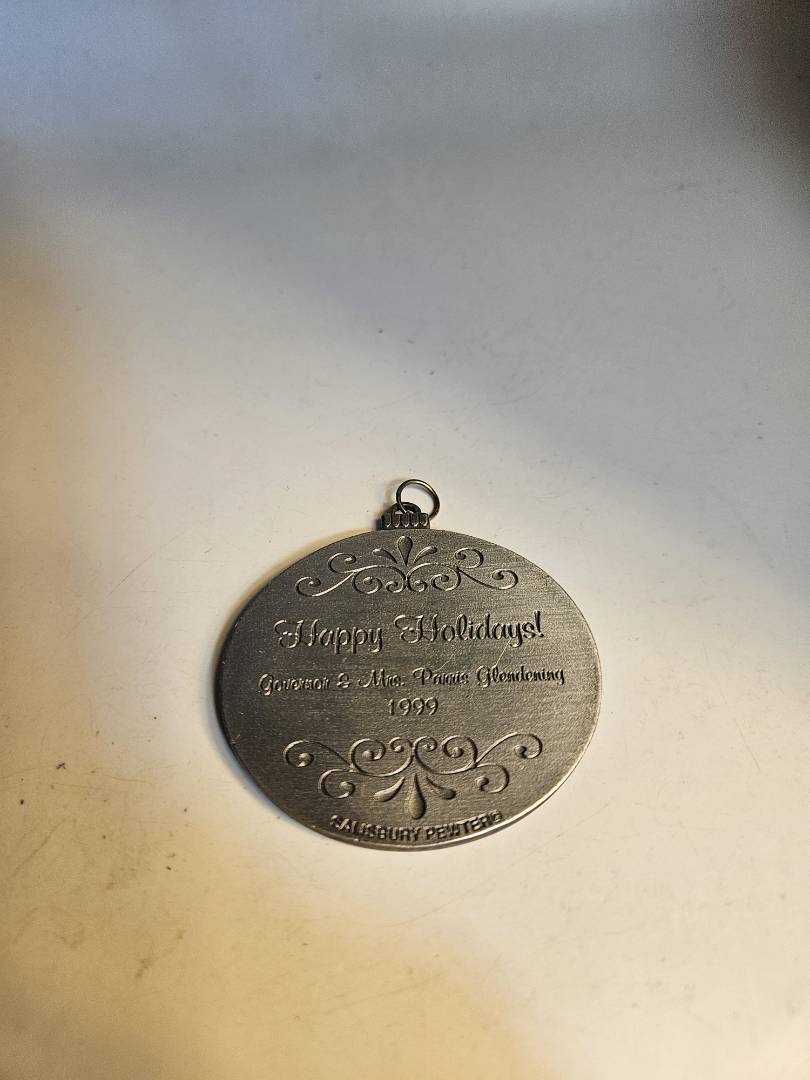 Happy Holidays!
Governor & Mrs. Parris Glendening
1999
SALISBURY PEWTER®